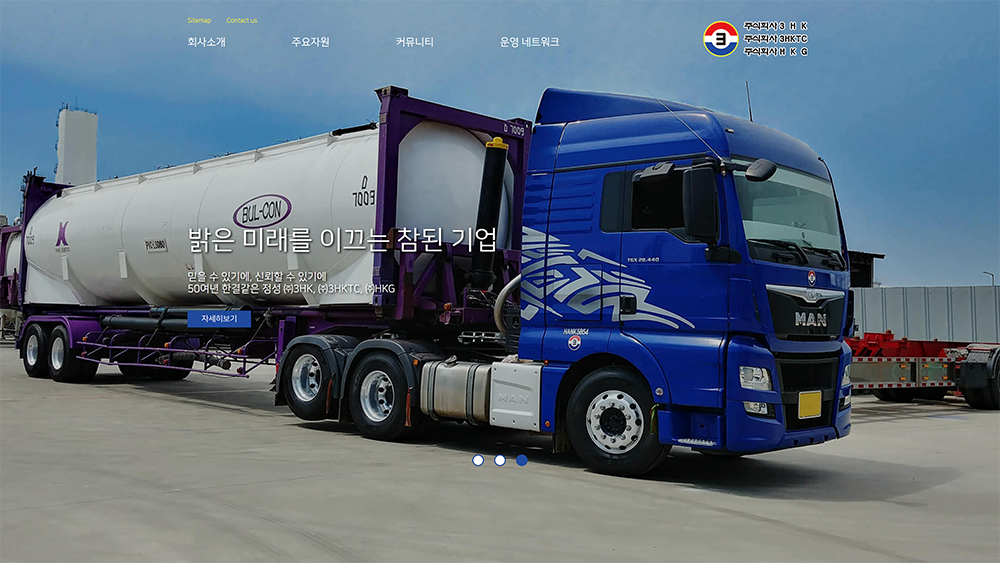 Sitemap Contact us
회사소개 주요자원 커뮤니티 운영 네트워크
주식회사 3 H K
주식회사 3HKTC
주식회사 H K G
3
D 7009
D
7003
BUL-CON
K
밝은 미래를 이끄는 참된 기업
믿을 수 있기에, 신뢰할 수 있기에
50여년 한결같은 정성 ㈜3HK, ㈜3HKTC, ㈜HKG
자세히보기
TGX 28.440
MAN
HANK5854
MAN